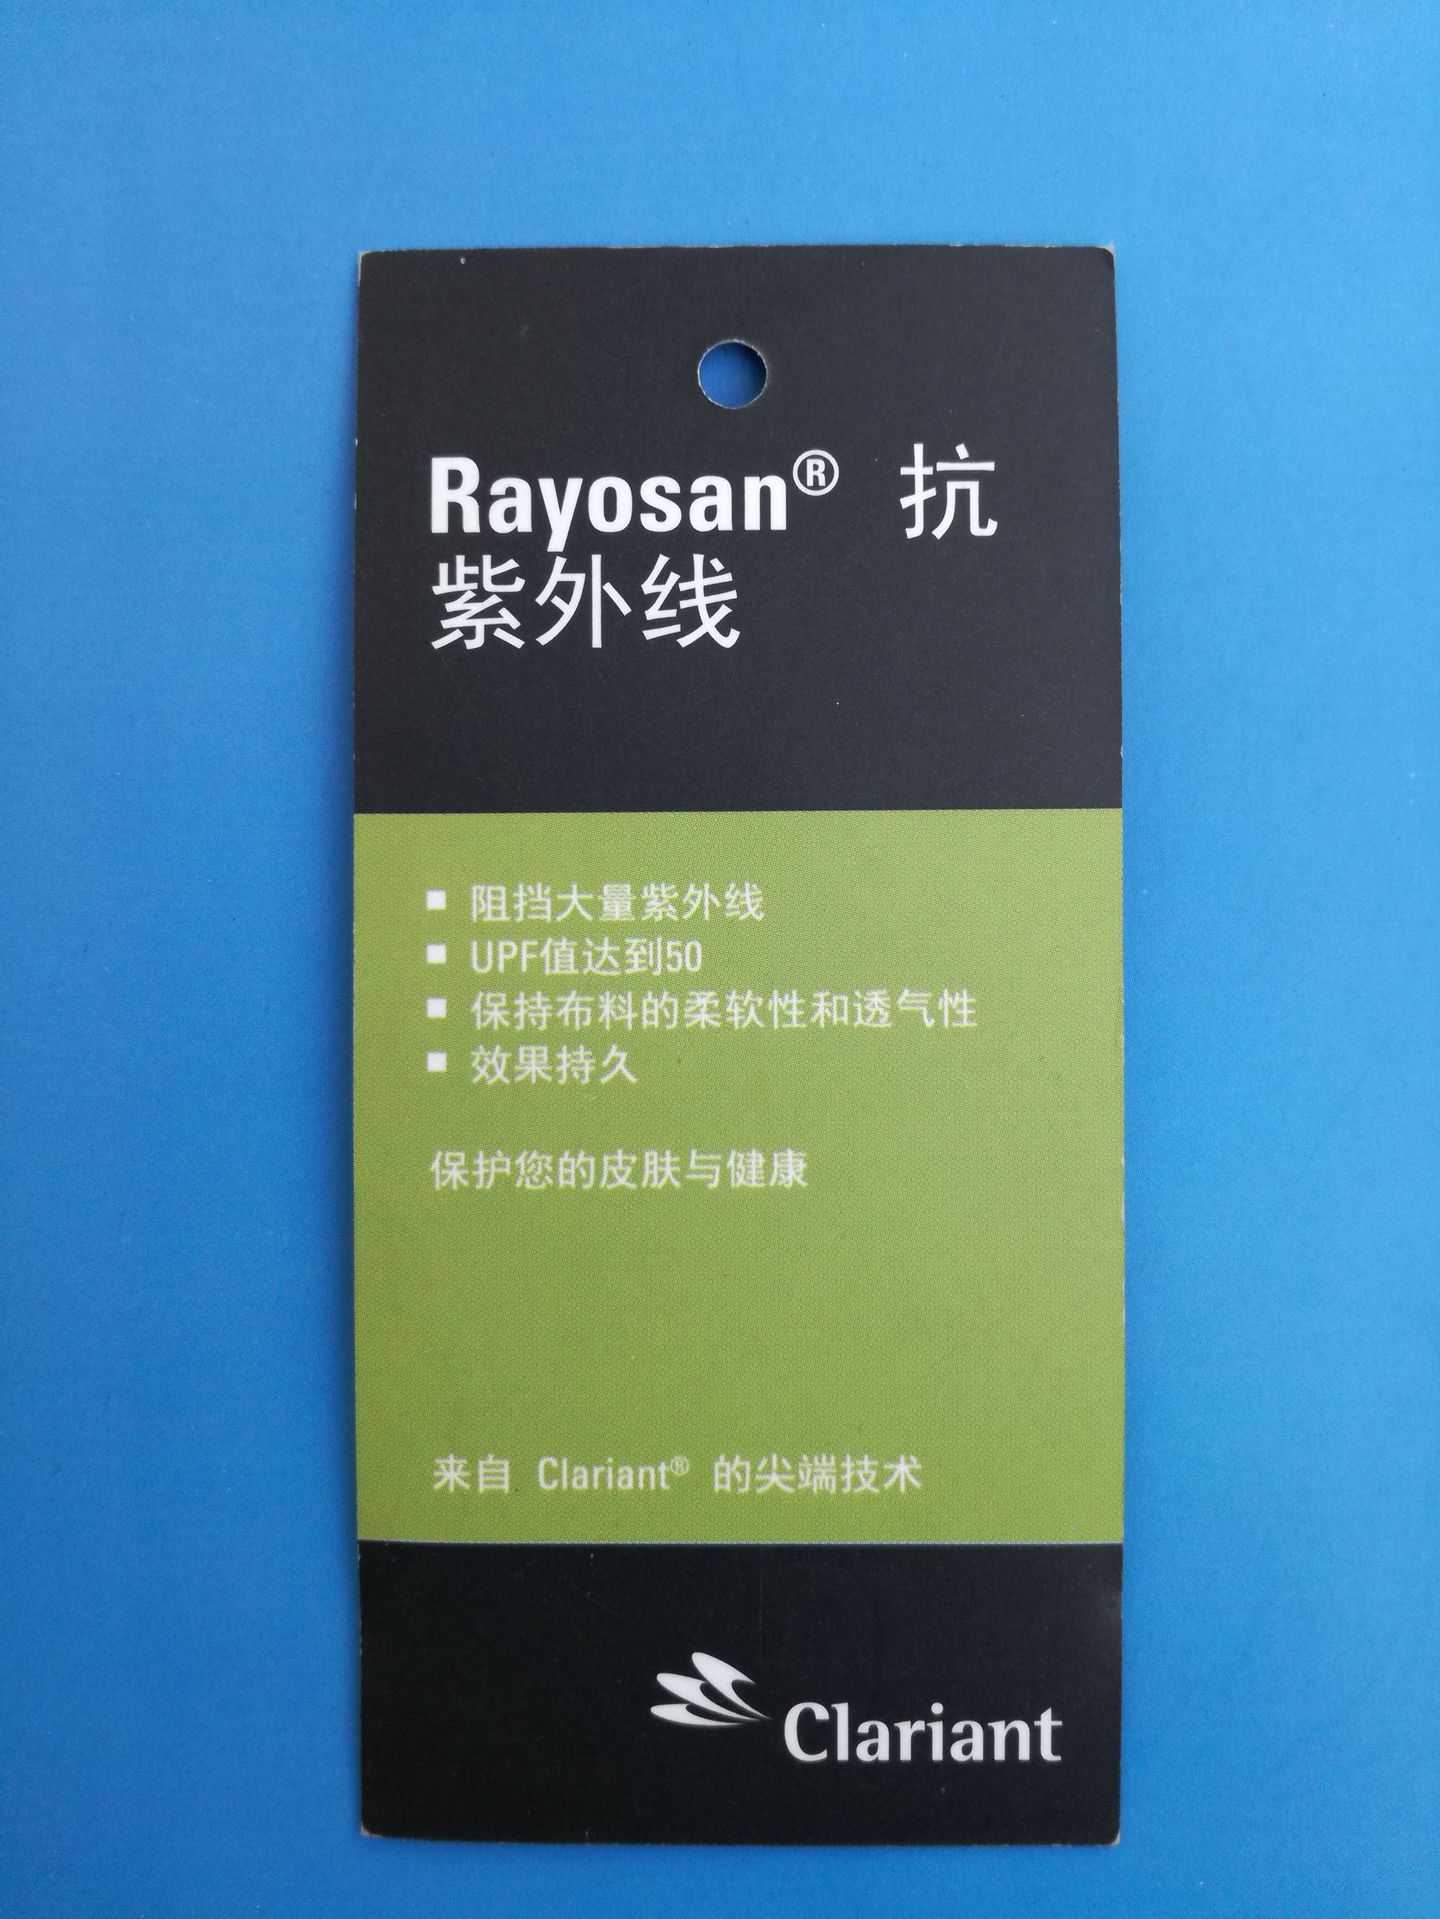 Rayosan® 抗
紫外线
▪ 阻挡大量紫外线
▪ UPF值达到50
▪ 保持布料的柔软性和透气性
▪ 效果持久
保护您的皮肤与健康
来自 Clariant® 的尖端技术
Clariant